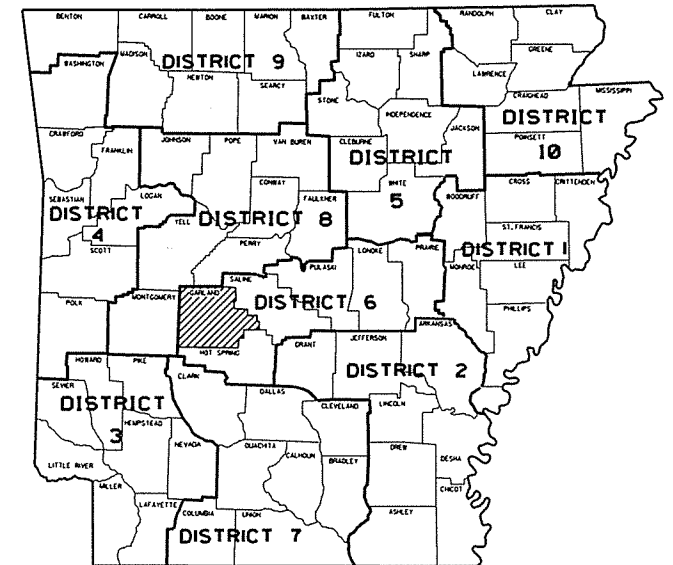 BENTON
CARROLL
BOONE
MARION
BAXTER
FULTON
RANDOLPH
CLAY
MADISON
WASHINGTON
DISTRICT 9
IZARD
SHARP
GREENE
LAWRENCE
NEWTON
SEARCY
STONE
CRAIGHEAD
MISSISSIPPI
DISTRICT
10
POINSETT
CRAWFORD
FRANKLIN
JOHNSON
POPE
VAN BUREN
CLEBURNE
INDEPENDENCE
JACKSON
DISTRICT
5
WHITE
CROSS
CRITTENDEN
SEBASTIAN
LOGAN
DISTRICT
4
SCOTT
YELL
CONWAY
FAULKNER
DISTRICT 8
PERRY
WOODRUFF
ST. FRANCIS
DISTRICT 1
MONROE
LEE
PHILLIPS
LONOKE
PRAIRIE
PULASKI
SALINE
DISTRICT 6
POLK
MONTGOMERY
GARLAND
HOT SPRING
GRANT
JEFFERSON
ARKANSAS
DISTRICT 2
HOWARD
PIKE
CLARK
SEVIER
DISTRICT
3
HEMPSTEAD
NEVADA
DALLAS
CLEVELAND
LINCOLN
OUACHITA
CALHOUN
BRADLEY
DREW
DESHA
CHICOT
LITTLE RIVER
MILLER
LAFAYETTE
COLUMBIA
UNION
ASHLEY
DISTRICT 7